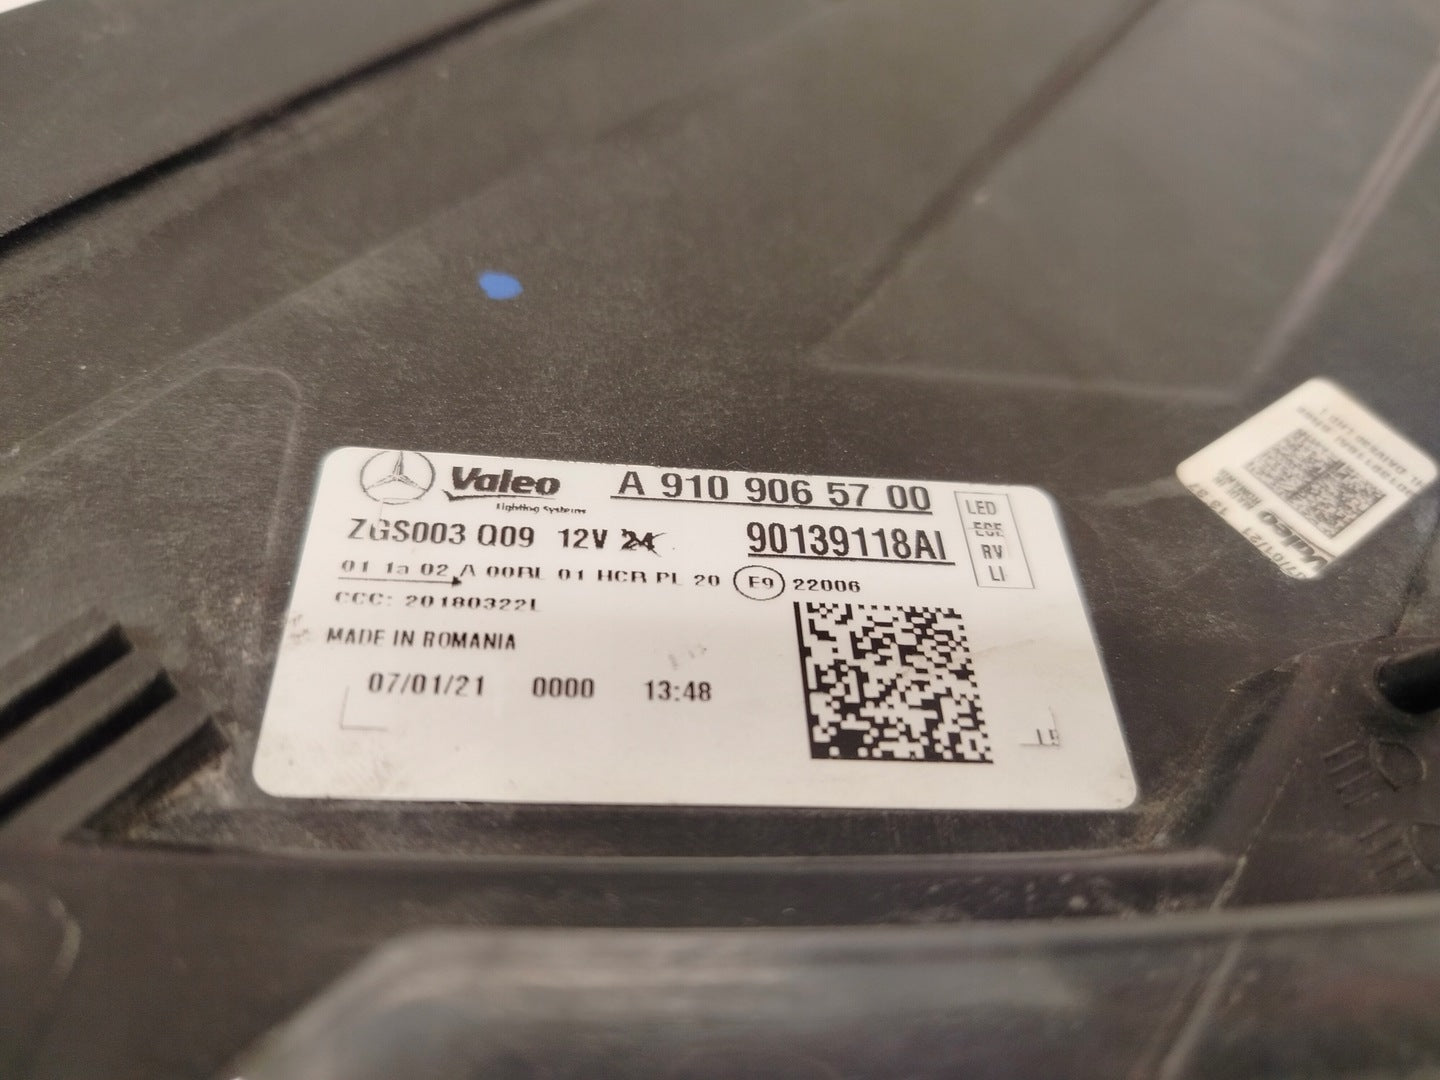 Valeo
Lighting Systems
A 910 906 57 00
ZGS003 Q09 12V 24
90139118AI
LED
ECE
RV
LI
01 1a 02 A 00RL 01 HCR PL 20 E9 22006
CCC: 20180322L
MADE IN ROMANIA
07/01/21 0000 13:48
Valeo